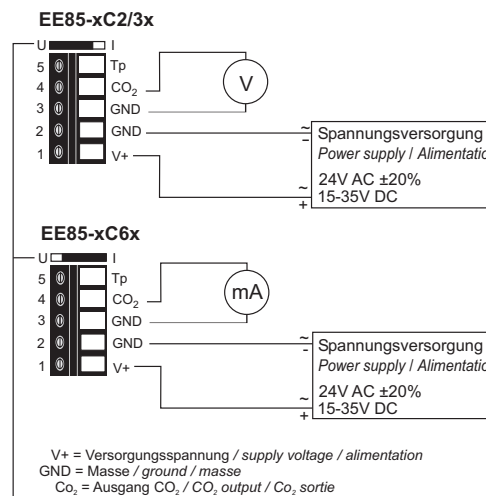 EE85-xC2/3x
U I
5 Tp
4 CO₂
3 GND
2 GND
1 V+
V
~
–
Spannungsversorgung
Power supply / Alimentatio
24V AC ±20%
15-35V DC
~
+
EE85-xC6x
U I
5 Tp
4 CO₂
3 GND
2 GND
1 V+
mA
~
-
Spannungsversorgung
Power supply / Alimentatio
24V AC ±20%
15-35V DC
~
+
V+ = Versorgungsspannung / supply voltage / alimentation
GND = Masse / ground / masse
Co₂ = Ausgang CO₂ / CO₂ output / Co₂ sortie